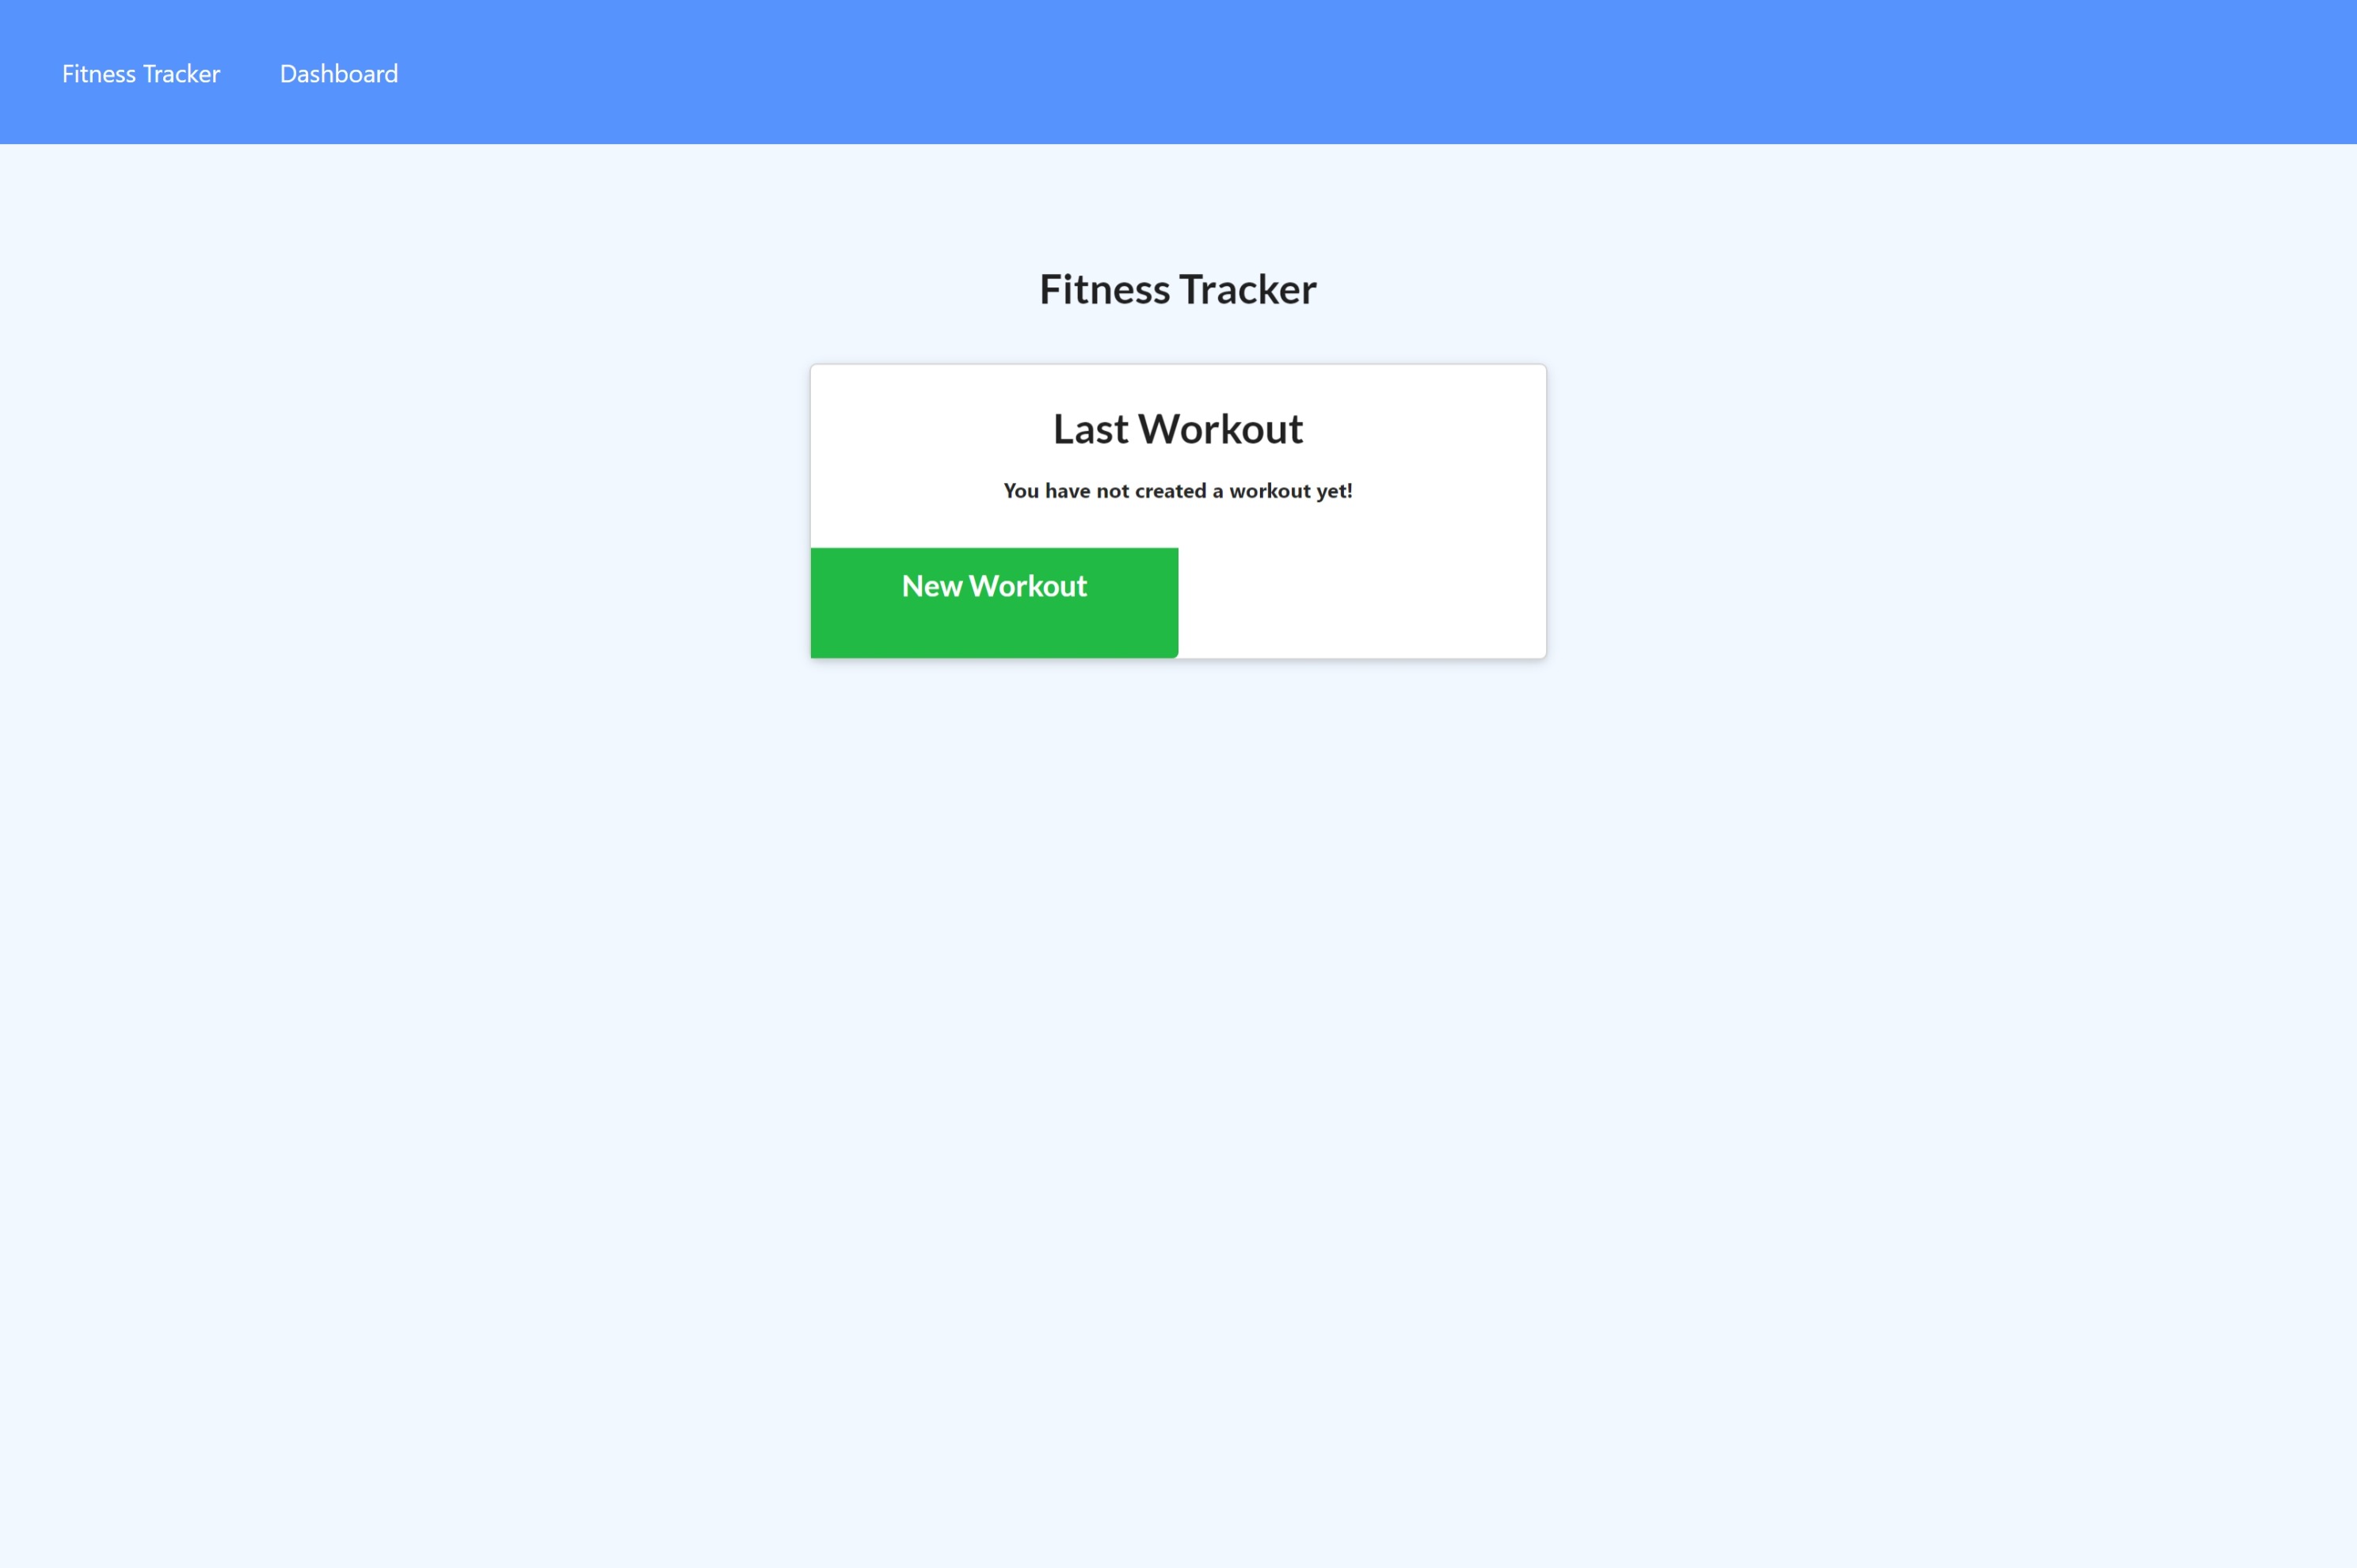 Fitness Tracker Dashboard
Fitness Tracker
Last Workout
You have not created a workout yet!
New Workout